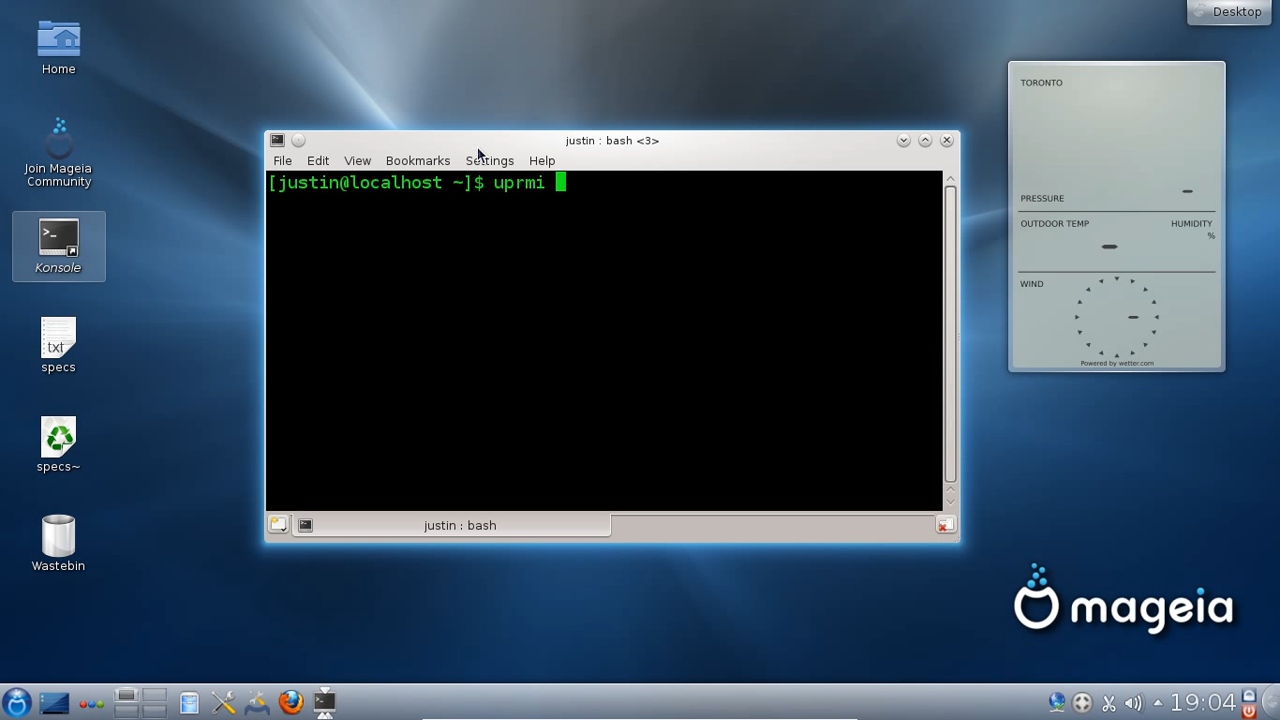 Desktop
Home
Join Mageia
Community
Konsole
txt
specs
specs~
Wastebin
justin : bash <3>
File Edit View Bookmarks Settings Help
[justin@localhost ~]$ uprmi
justin : bash
TORONTO
PRESSURE
OUTDOOR TEMP HUMIDITY
%
WIND
Powered by wetter.com
mageia
19:04